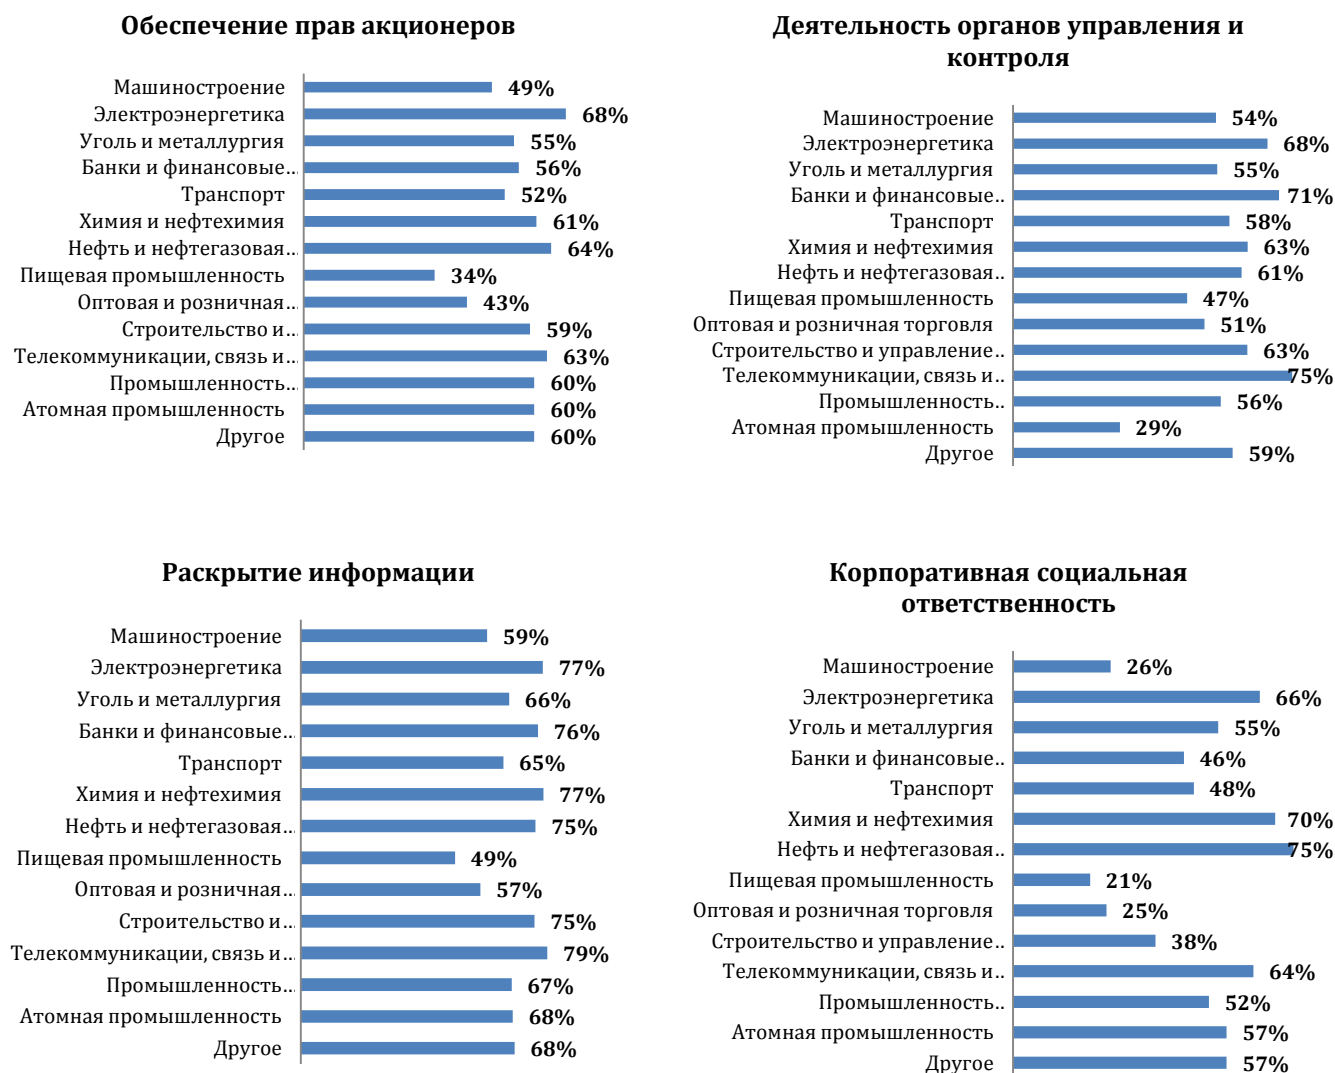 Обеспечение прав акционеров
Машиностроение 49%
Электроэнергетика 68%
Уголь и металлургия 55%
Банки и финансовые… 56%
Транспорт 52%
Химия и нефтехимия 61%
Нефть и нефтегазовая… 64%
Пищевая промышленность 34%
Оптовая и розничная… 43%
Строительство и… 59%
Телекоммуникации, связь и… 63%
Промышленность… 60%
Атомная промышленность 60%
Другое 60%
Деятельность органов управления и
контроля
Машиностроение 54%
Электроэнергетика 68%
Уголь и металлургия 55%
Банки и финансовые.. 71%
Транспорт 58%
Химия и нефтехимия 63%
Нефть и нефтегазовая.. 61%
Пищевая промышленность 47%
Оптовая и розничная торговля 51%
Строительство и управление.. 63%
Телекоммуникации, связь и.. 75%
Промышленность.. 56%
Атомная промышленность 29%
Другое 59%
Раскрытие информации
Машиностроение 59%
Электроэнергетика 77%
Уголь и металлургия 66%
Банки и финансовые… 76%
Транспорт 65%
Химия и нефтехимия 77%
Нефть и нефтегазовая… 75%
Пищевая промышленность 49%
Оптовая и розничная… 57%
Строительство и… 75%
Телекоммуникации, связь и… 79%
Промышленность… 67%
Атомная промышленность 68%
Другое 68%
Корпоративная социальная
ответственность
Машиностроение 26%
Электроэнергетика 66%
Уголь и металлургия 55%
Банки и финансовые.. 46%
Транспорт 48%
Химия и нефтехимия 70%
Нефть и нефтегазовая.. 75%
Пищевая промышленность 21%
Оптовая и розничная торговля 25%
Строительство и управление.. 38%
Телекоммуникации, связь и.. 64%
Промышленность.. 52%
Атомная промышленность 57%
Другое 57%